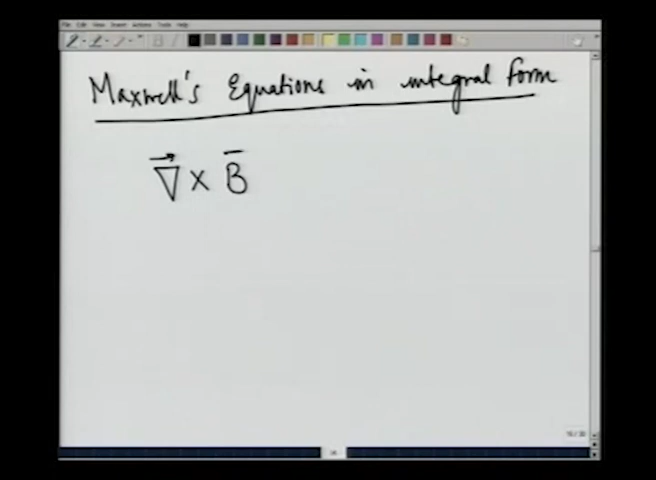 Maxwell's Equations in integral form
∇⃗ × B̄